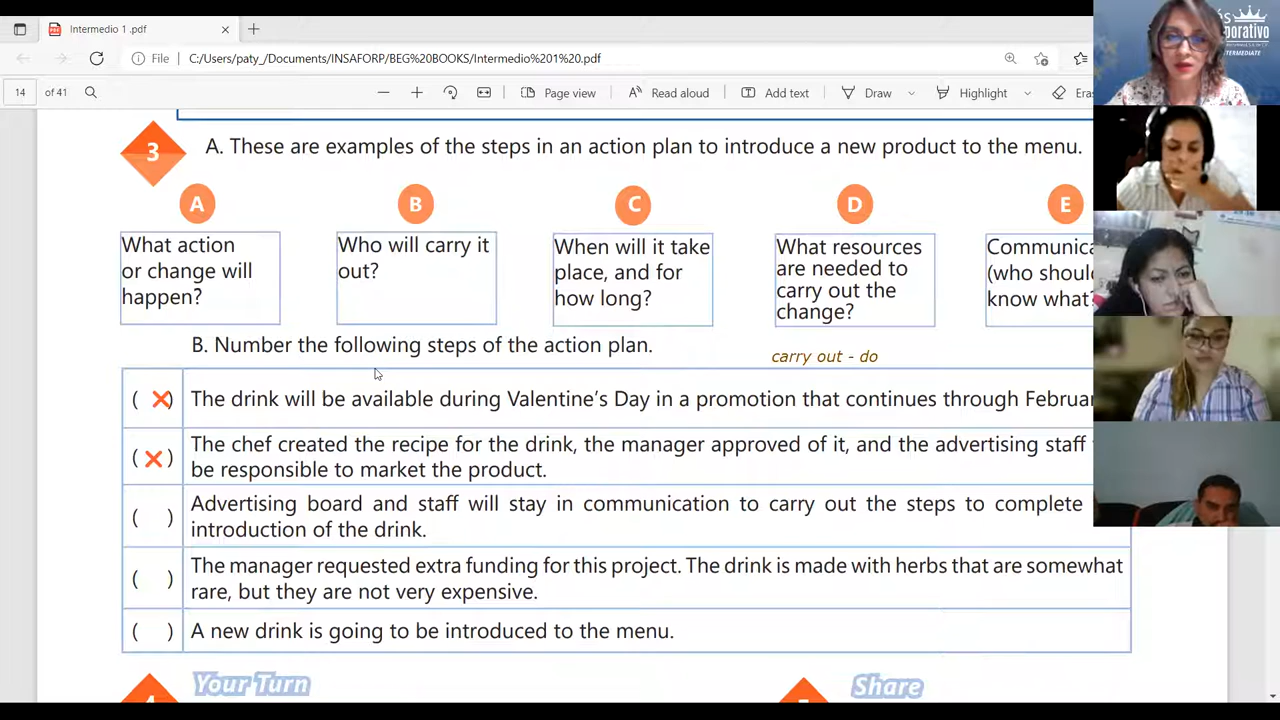 Intermedio 1 .pdf
File C:/Users/paty_/Documents/INSAFORP/BEG%20BOOKS/Intermedio
.pdf
14 of 41 Page view Read aloud Add text Draw Highlight
3 A. These are examples of the steps in an action plan to introduce a new product to the menu.
A B C D E
What action
or change will
happen?
Who will carry it
out?
When will it take
place, and for
how long?
What resources
are needed to
carry out the
change?
(who
know what?
B. Number the following steps of the action plan.
carry out - do
( ✕) The drink will be available during Valentine's Day in a promotion that continues through
( ✕ ) The chef created the recipe for the drink, the manager approved of it, and the advertising staff
be responsible to market the product.
( ) Advertising board and staff will stay in communication to carry out the steps to complete
introduction of the drink.
( ) The manager requested extra funding for this project. The drink is made with herbs that are somewhat
rare, but they are not very expensive.
( ) A new drink is going to be introduced to the menu.
Your Turn Share